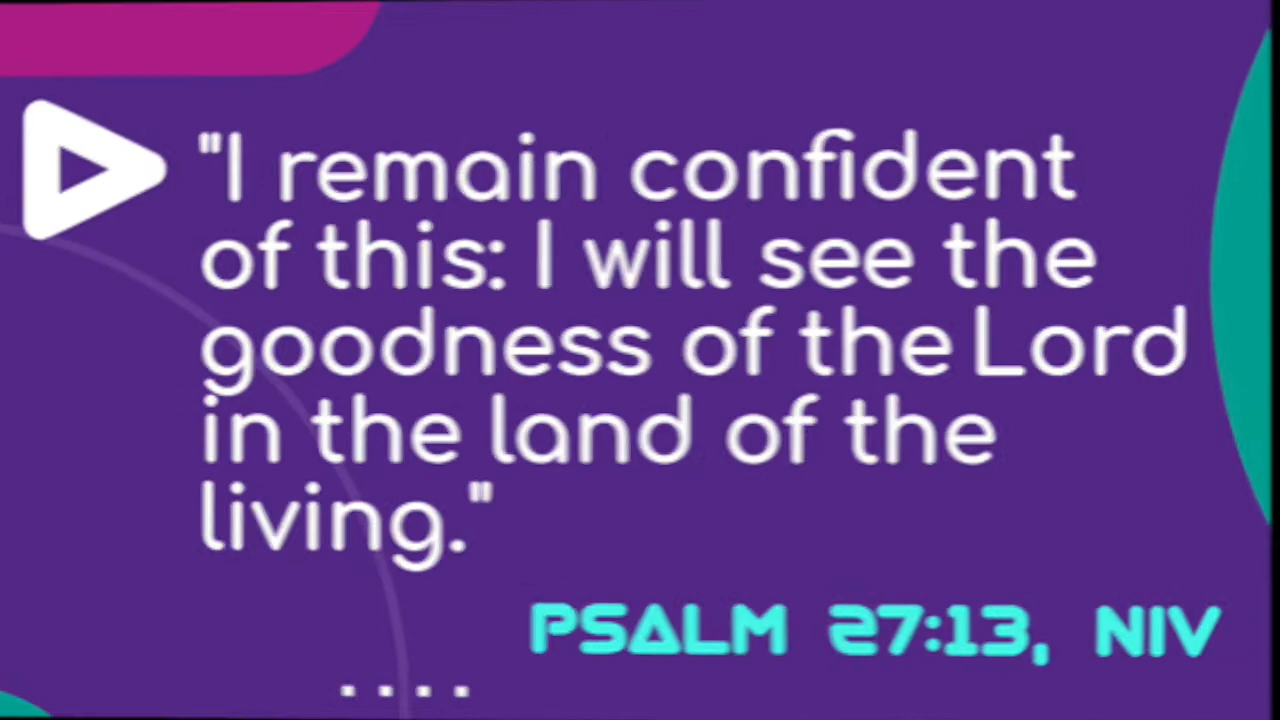 "I remain confident
of this: I will see the
goodness of the Lord
in the land of the
living."
PSALM 27:13, NIV